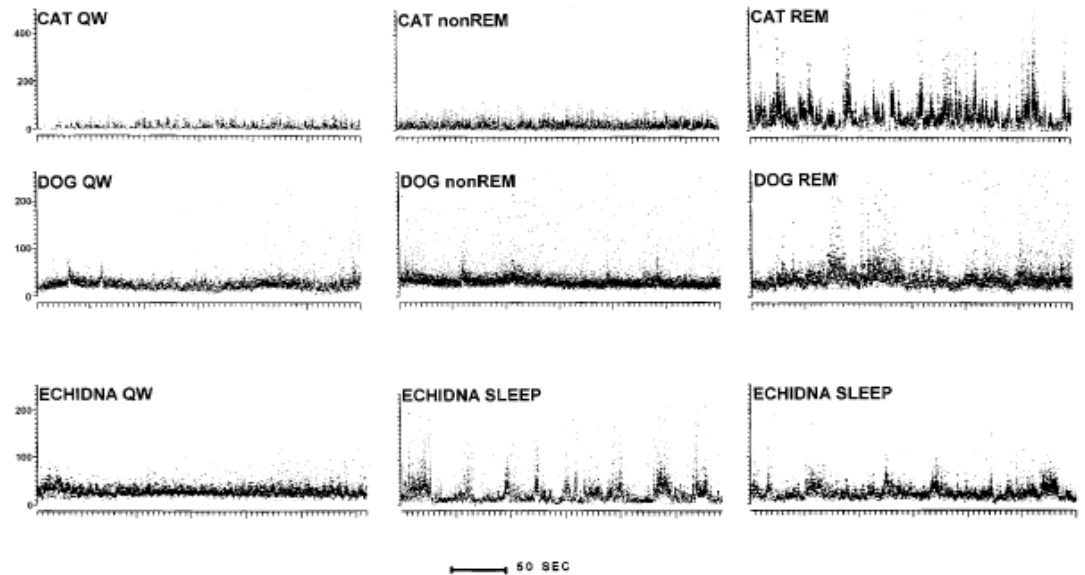 CAT QW
CAT nonREM
CAT REM
400
200
0
DOG QW
DOG nonREM
DOG REM
200
100
0
ECHIDNA QW
ECHIDNA SLEEP
ECHIDNA SLEEP
200
100
0
50 SEC